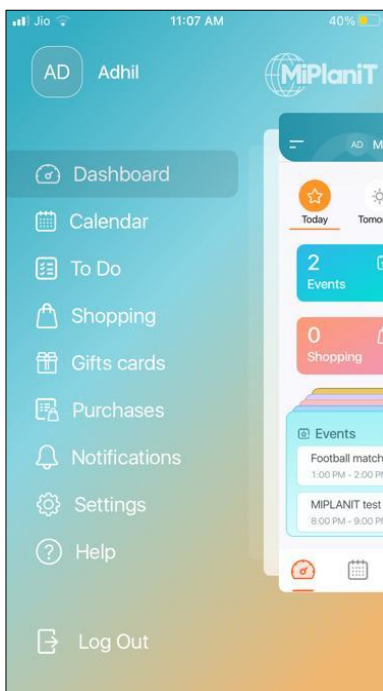 Jio 11:07 AM 40%
AD Adhil
MiPlaniT
AD M
Dashboard
Calendar
To Do
Shopping
Gifts cards
Purchases
Notifications
Settings
Help
Log Out
Today Tomo
2
Events
0
Shopping
Events
Football match
1:00 PM - 2:00 PM
MIPLANIT test
8:00 PM - 9:00 PM